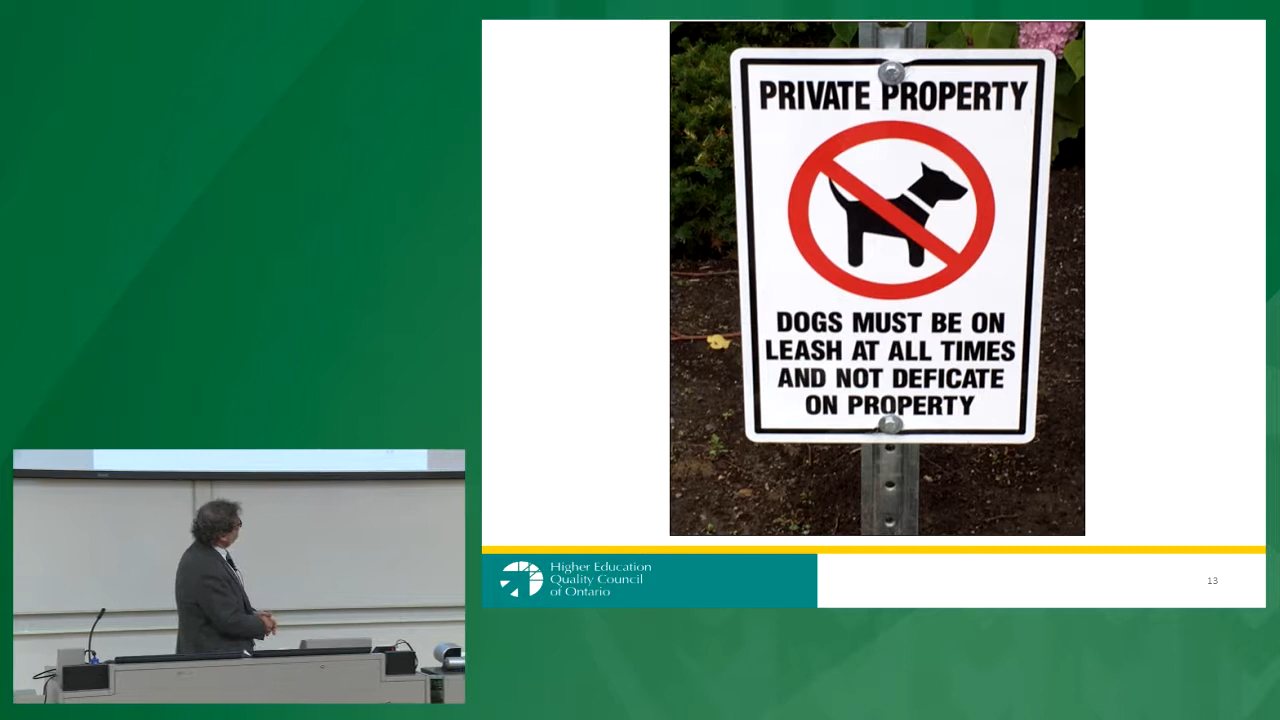 PRIVATE PROPERTY
DOGS MUST BE ON
LEASH AT ALL TIMES
AND NOT DEFICATE
ON PROPERTY
Higher Education
Quality Council
of Ontario
13